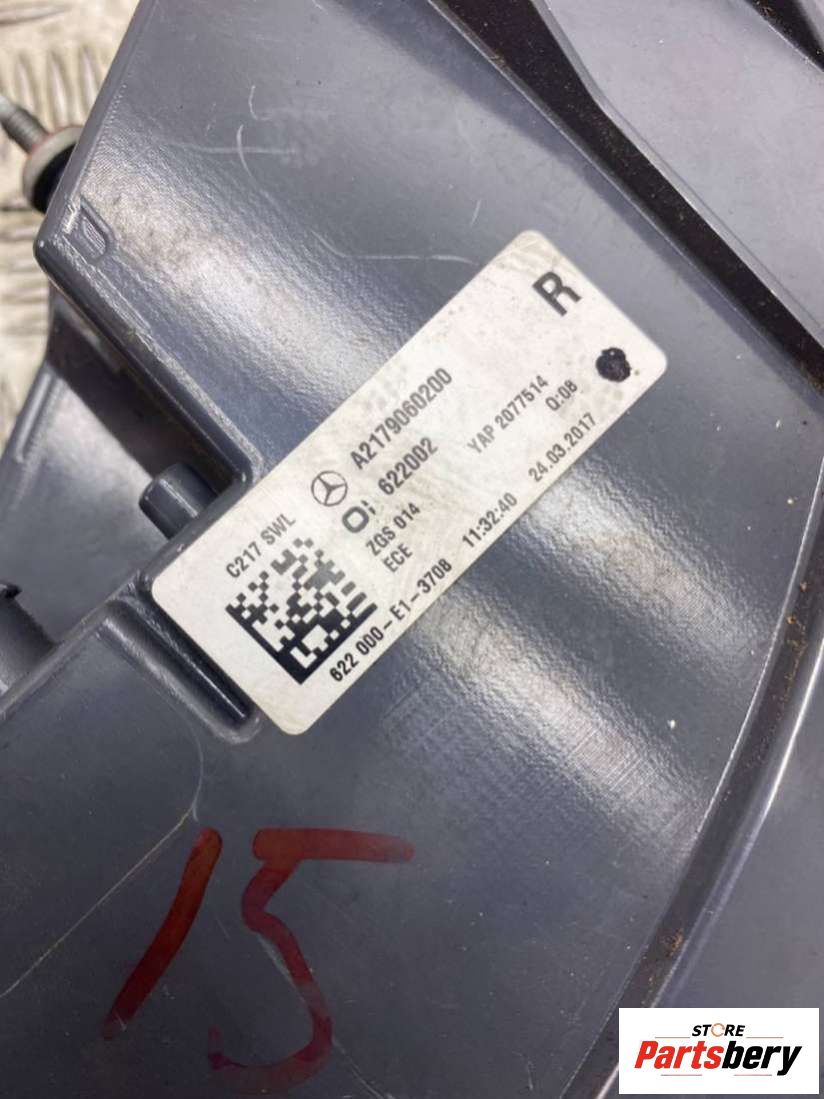 R
C217 SWL A2179060200
622002
ZGS 014 YAP 2077514
ECE Q:08
622 000-E1-3708 11:32:40 24.03.2017
15
STORE
Partsbery